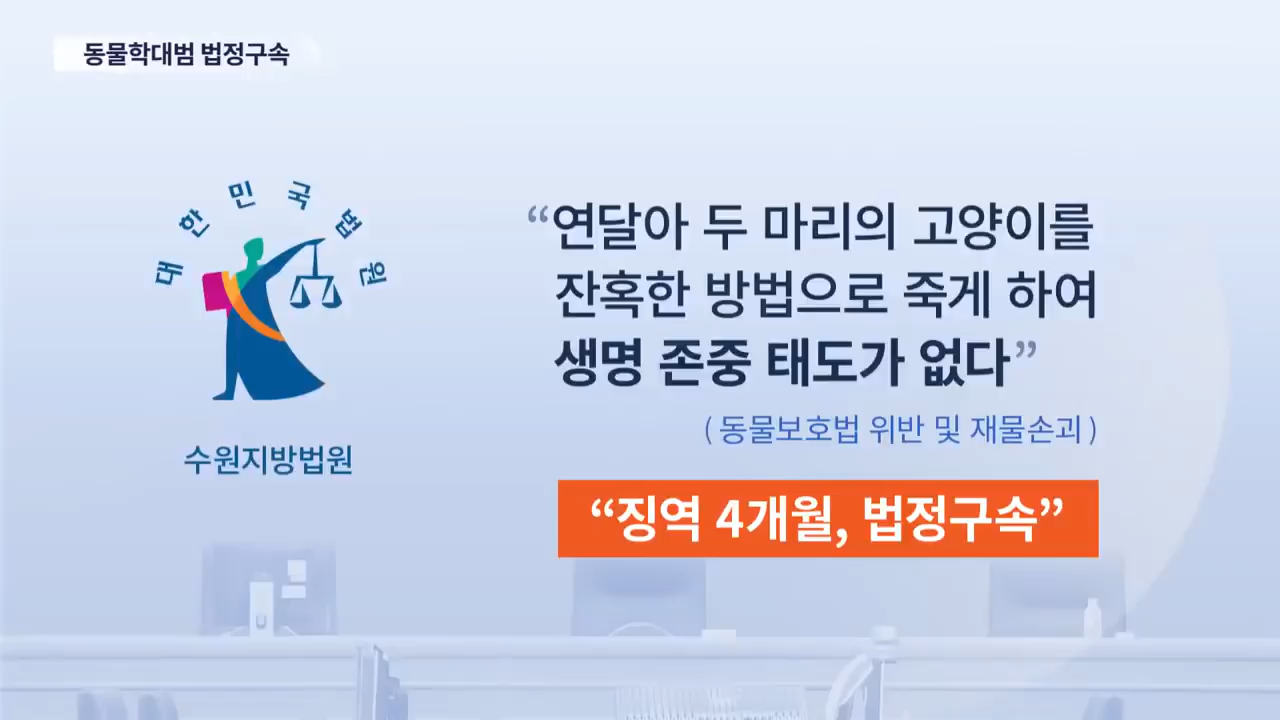 동물학대범 법정구속
대한민국법원
수원지방법원
“연달아 두 마리의 고양이를
잔혹한 방법으로 죽게 하여
생명 존중 태도가 없다”
( 동물보호법 위반 및 재물손괴 )
“징역 4개월, 법정구속”